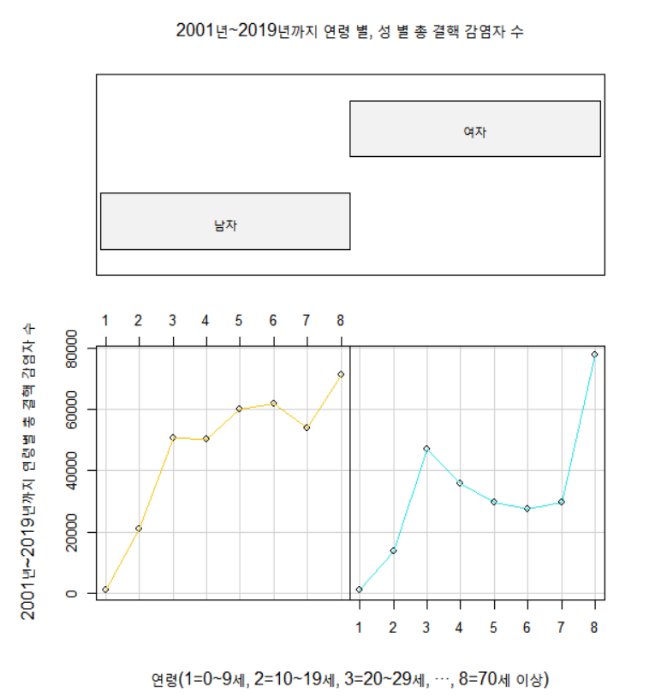 2001년~2019년까지 연령 별, 성 별 총 결핵 감염자 수
여자
남자
1 2 3 4 5 6 7 8
2001년~2019년까지 연령별 총 결핵 감염자 수
80000
60000
40000
20000
0
1 2 3 4 5 6 7 8
연령(1=0~9세, 2=10~19세, 3=20~29세, ⋯, 8=70세 이상)